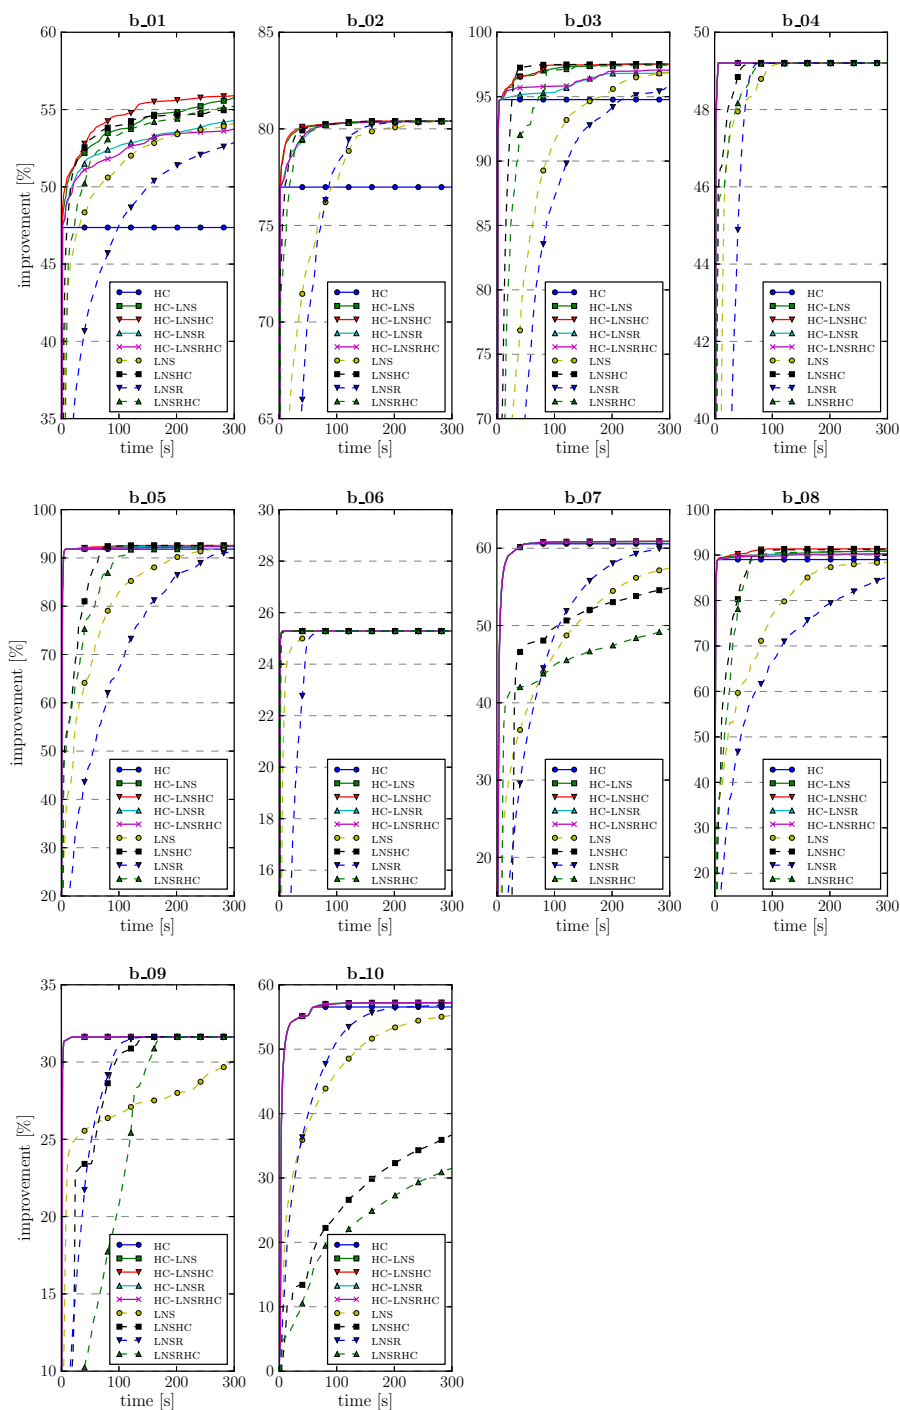 b_01
60
55
50
45
40
35
improvement [%]
0 100 200 300
time [s]
HC
HC-LNS
HC-LNSHC
HC-LNSR
HC-LNSRHC
LNS
LNSHC
LNSR
LNSRHC
b_02
85
80
75
70
65
0 100 200 300
time [s]
HC
HC-LNS
HC-LNSHC
HC-LNSR
HC-LNSRHC
LNS
LNSHC
LNSR
LNSRHC
b_03
100
95
90
85
80
75
70
0 100 200 300
time [s]
HC
HC-LNS
HC-LNSHC
HC-LNSR
HC-LNSRHC
LNS
LNSHC
LNSR
LNSRHC
b_04
50
48
46
44
42
40
0 100 200 300
time [s]
HC
HC-LNS
HC-LNSHC
HC-LNSR
HC-LNSRHC
LNS
LNSHC
LNSR
LNSRHC
b_05
100
90
80
70
60
50
40
30
20
improvement [%]
0 100 200 300
time [s]
HC
HC-LNS
HC-LNSHC
HC-LNSR
HC-LNSRHC
LNS
LNSHC
LNSR
LNSRHC
b_06
30
28
26
24
22
20
18
16
0 100 200 300
time [s]
HC
HC-LNS
HC-LNSHC
HC-LNSR
HC-LNSRHC
LNS
LNSHC
LNSR
LNSRHC
b_07
60
50
40
30
20
0 100 200 300
time [s]
HC
HC-LNS
HC-LNSHC
HC-LNSR
HC-LNSRHC
LNS
LNSHC
LNSR
LNSRHC
b_08
100
90
80
70
60
50
40
30
20
0 100 200 300
time [s]
HC
HC-LNS
HC-LNSHC
HC-LNSR
HC-LNSRHC
LNS
LNSHC
LNSR
LNSRHC
b_09
35
30
25
20
15
10
improvement [%]
0 100 200 300
time [s]
HC
HC-LNS
HC-LNSHC
HC-LNSR
HC-LNSRHC
LNS
LNSHC
LNSR
LNSRHC
b_10
60
50
40
30
20
10
0
0 100 200 300
time [s]
HC
HC-LNS
HC-LNSHC
HC-LNSR
HC-LNSRHC
LNS
LNSHC
LNSR
LNSRHC